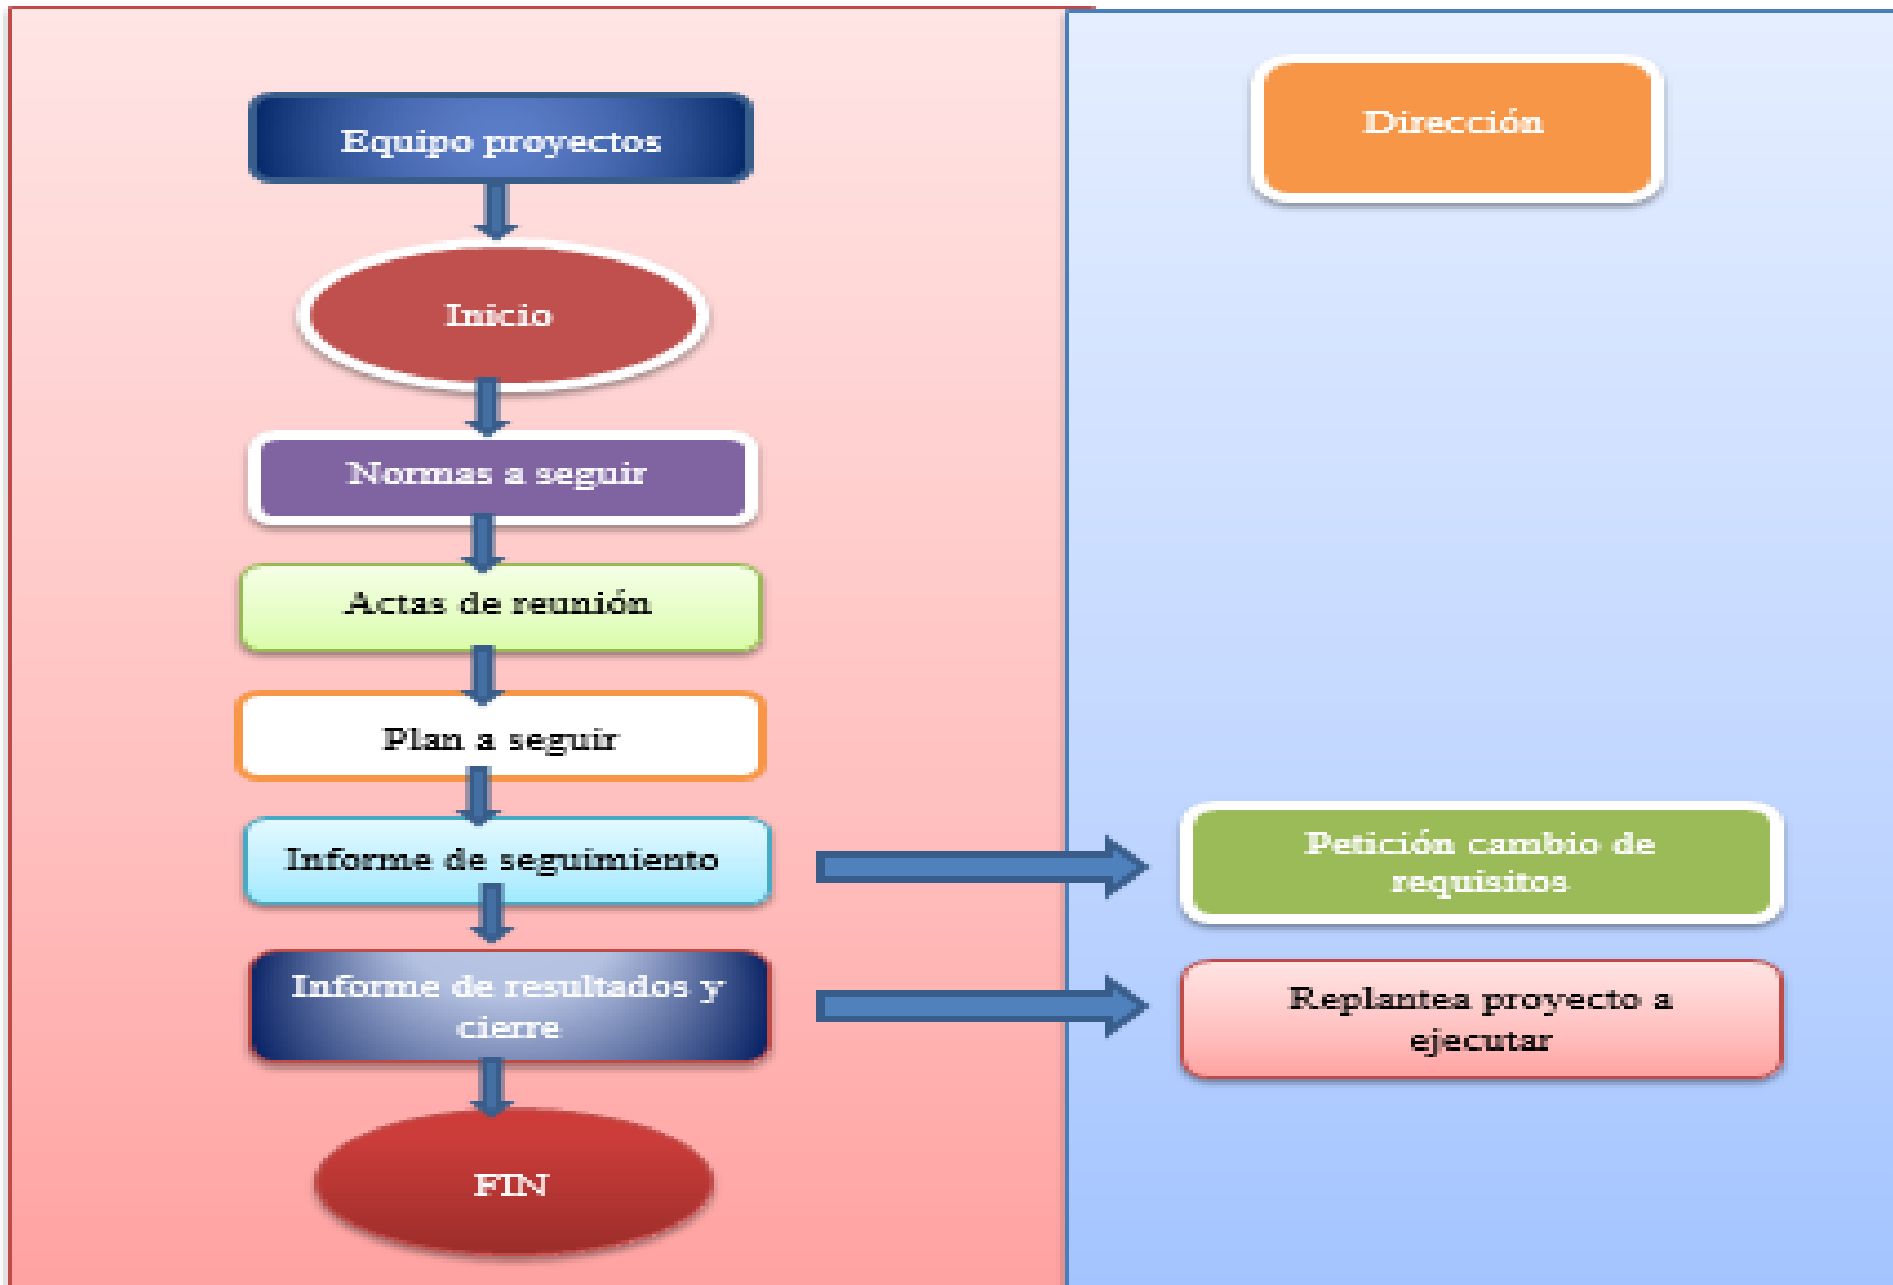 Equipo proyectos
Dirección
Inicio
Normas a seguir
Actas de reunión
Plan a seguir
Informe de seguimiento
Petición cambio de
requisitos
Informe de resultados y
cierre
Replantea proyecto a
ejecutar
FIN